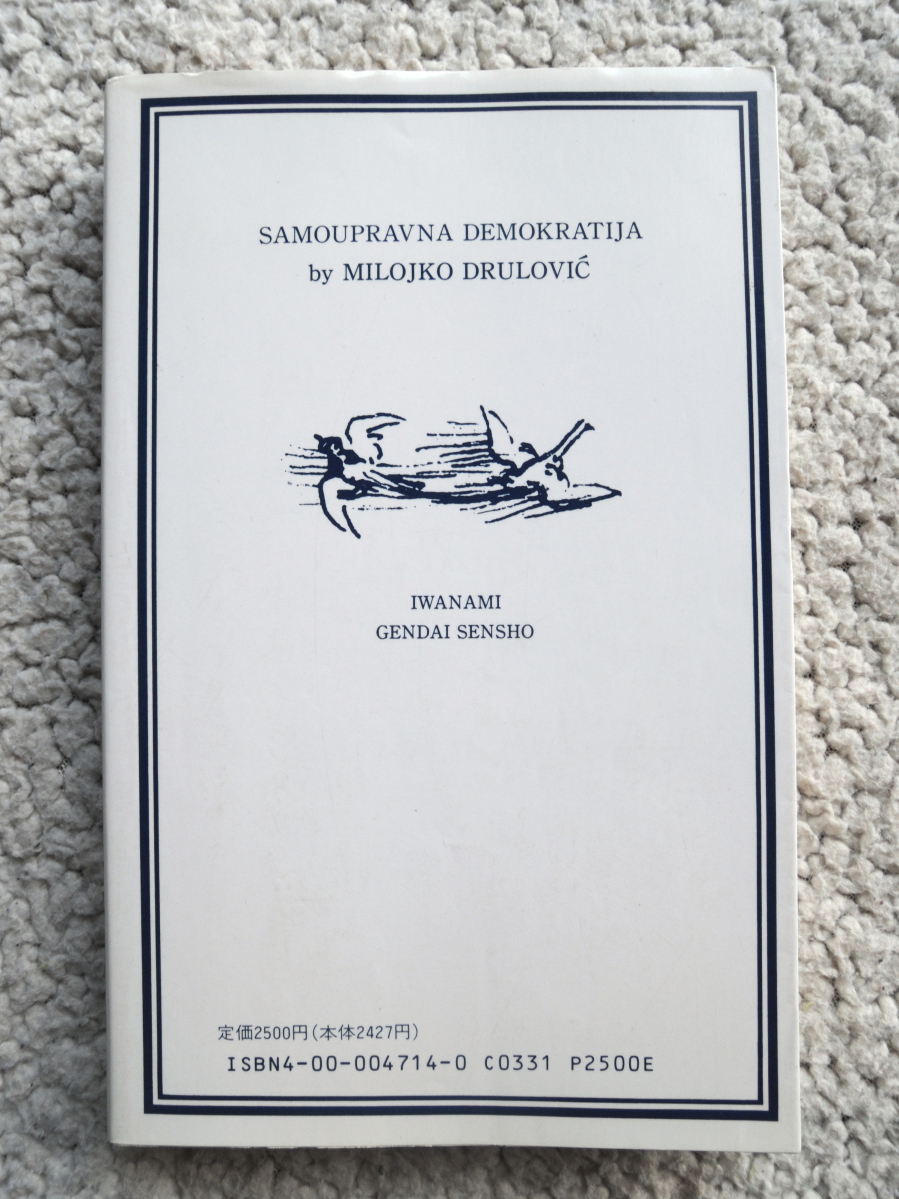 SAMOUPRAVNA DEMOKRATIJA
by MILOJKO DRULOVIĆ
IWANAMI
GENDAI SENSHO
定価2500円(本体2427円)
ISBN4-00-004714-0 C0331 P2500E